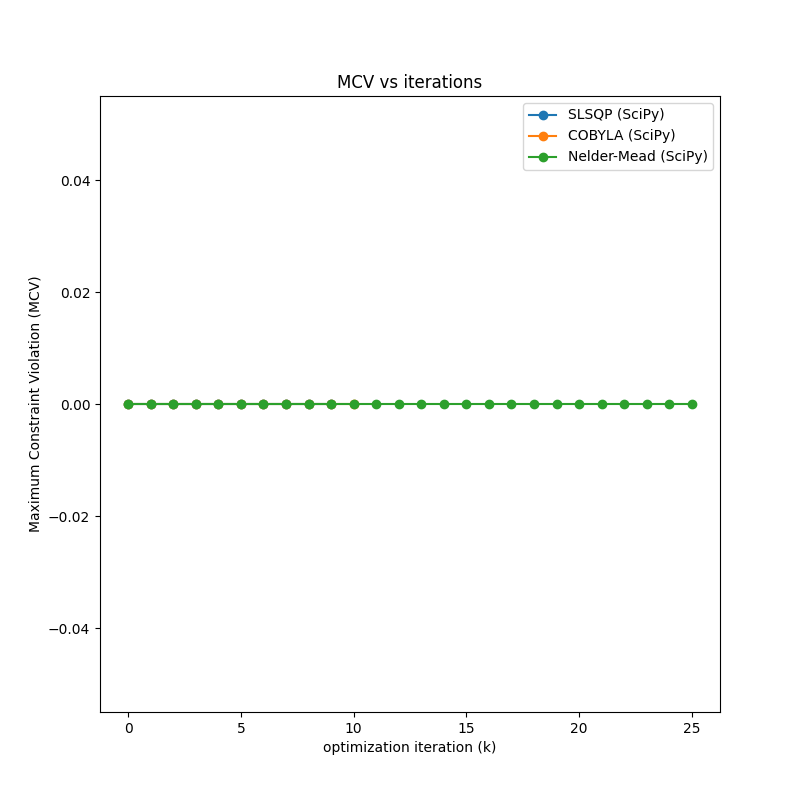 MCV vs iterations
SLSQP (SciPy)
COBYLA (SciPy)
Nelder-Mead (SciPy)
Maximum Constraint Violation (MCV)
0.04
0.02
0.00
−0.02
−0.04
0 5 10 15 20 25
optimization iteration (k)